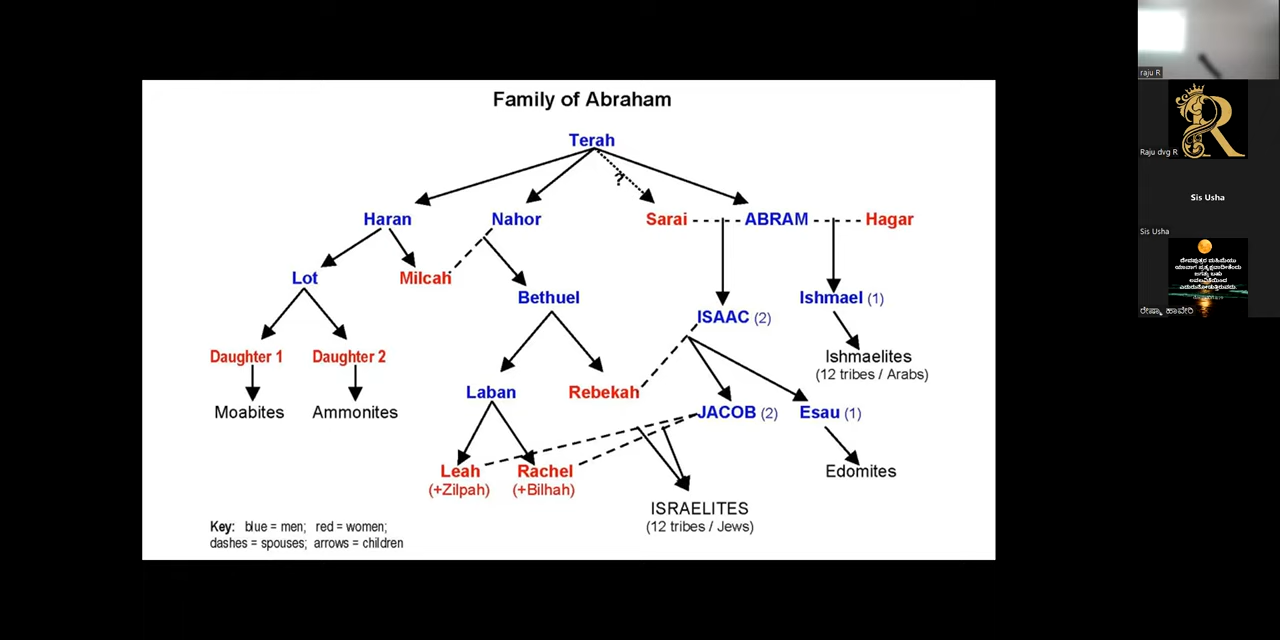 Family of Abraham
Terah
?
Haran Nahor Sarai ABRAM Hagar
Lot Milcah
Bethuel Ishmael (1)
ISAAC (2)
Daughter 1 Daughter 2 Ishmaelites
(12 tribes / Arabs)
Laban Rebekah
Moabites Ammonites JACOB (2) Esau (1)
Leah Rachel Edomites
(+Zilpah) (+Bilhah)
ISRAELITES
(12 tribes / Jews)
Key: blue = men; red = women;
dashes = spouses; arrows = children
raju R
R
Raju dvg R
Sis Usha
Sis Usha
ರೇಷ್ಮಾ ಹಾವೇರಿ